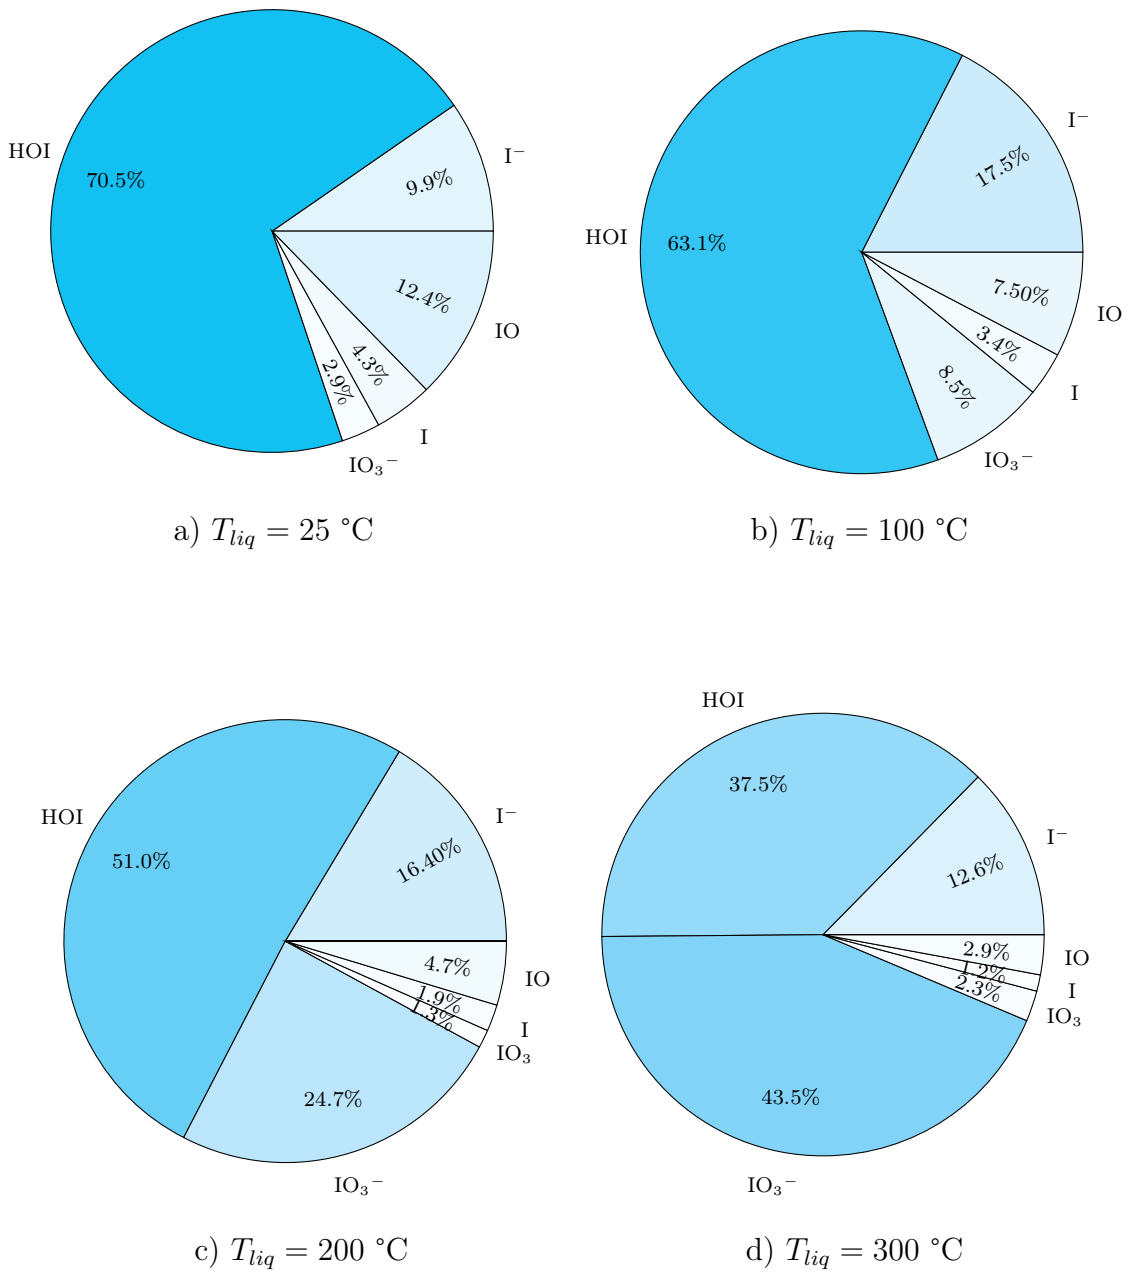 HOI
70.5%
I⁻
9.9%
12.4%
IO
4.3%
I
2.9%
IO₃⁻
a) T_liq = 25 °C
HOI
63.1%
I⁻
17.5%
7.50%
IO
3.4%
I
8.5%
IO₃⁻
b) T_liq = 100 °C
HOI
51.0%
I⁻
16.40%
4.7%
IO
1.9%
I
1.3%
IO₃
24.7%
IO₃⁻
c) T_liq = 200 °C
HOI
37.5%
I⁻
12.6%
2.9%
IO
1.2%
I
2.3%
IO₃
43.5%
IO₃⁻
d) T_liq = 300 °C